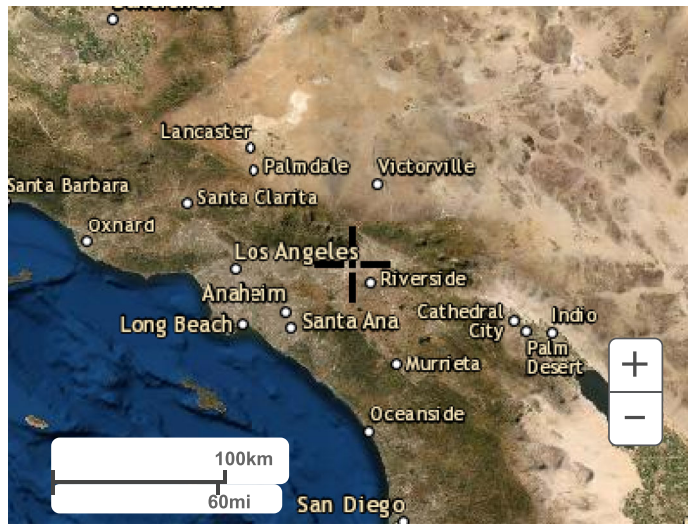 Lancaster
Palmdale
Victorville
Santa Barbara
Santa Clarita
Oxnard
Los Angeles
Riverside
Anaheim
Cathedral
City
Indio
Long Beach
Santa Ana
Palm
Desert
Murrieta
Oceanside
100km
60mi
San Diego
+
−